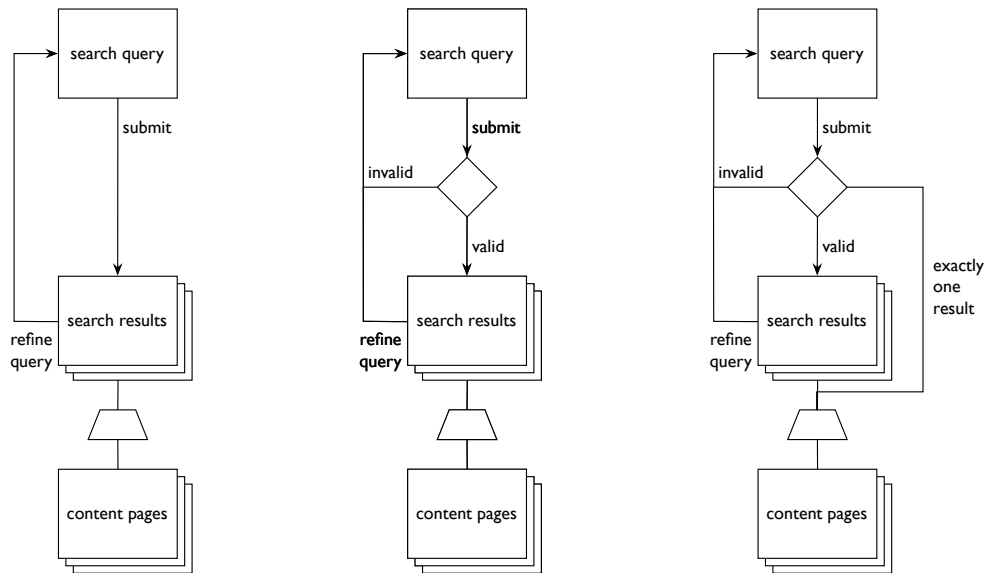 search query
submit
search results
refine
query
content pages
search query
submit
invalid
valid
search results
refine
query
content pages
search query
submit
invalid
valid
exactly
one
result
search results
refine
query
content pages